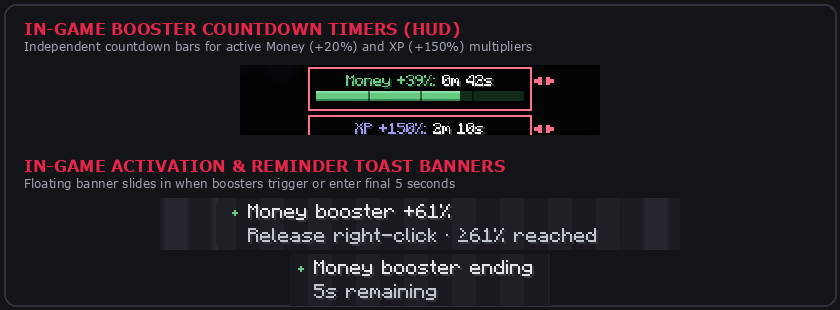 IN-GAME BOOSTER COUNTDOWN TIMERS (HUD)
Independent countdown bars for active Money (+20%) and XP (+150%) multipliers
Money +39%: 0m 42s
XP +150%: 2m 10s
IN-GAME ACTIVATION & REMINDER TOAST BANNERS
Floating banner slides in when boosters trigger or enter final 5 seconds
+ Money booster +61%
Release right-click · ≥61% reached
+ Money booster ending
5s remaining